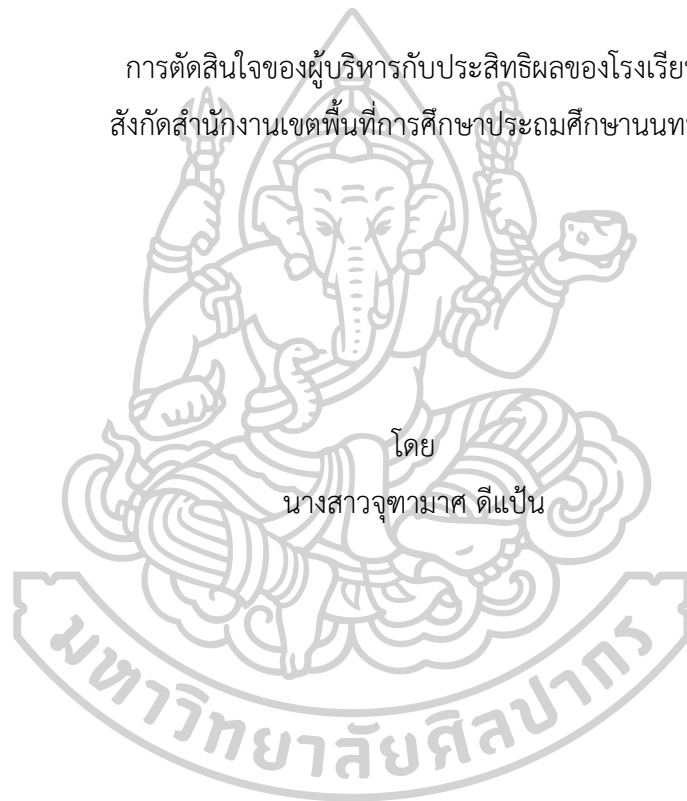 การตัดสินใจของผู้บริหารกับประสิทธิผลของโรงเรียน
สังกัดสำนักงานเขตพื้นที่การศึกษาประถมศึกษา
โดย
นางสาวจุฑามาศ ดีแป้น
มหาวิทยาลัยศิลปากร